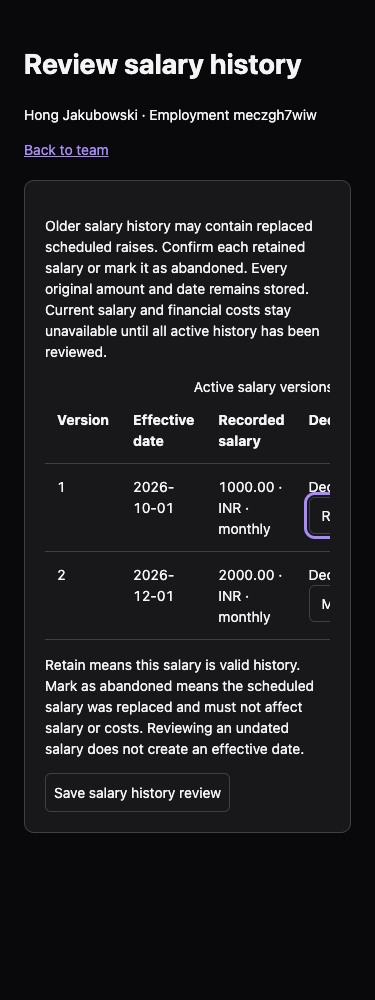 Review salary history
Hong Jakubowski · Employment meczgh7wiw
Back to team
Older salary history may contain replaced
scheduled raises. Confirm each retained
salary or mark it as abandoned. Every
original amount and date remains stored.
Current salary and financial costs stay
unavailable until all active history has been
reviewed.
Active salary versions
Version Effective date Recorded salary
1 2026-10-01 1000.00 · INR · monthly
2 2026-12-01 2000.00 · INR · monthly
Retain means this salary is valid history.
Mark as abandoned means the scheduled
salary was replaced and must not affect
salary or costs. Reviewing an undated
salary does not create an effective date.
Save salary history review